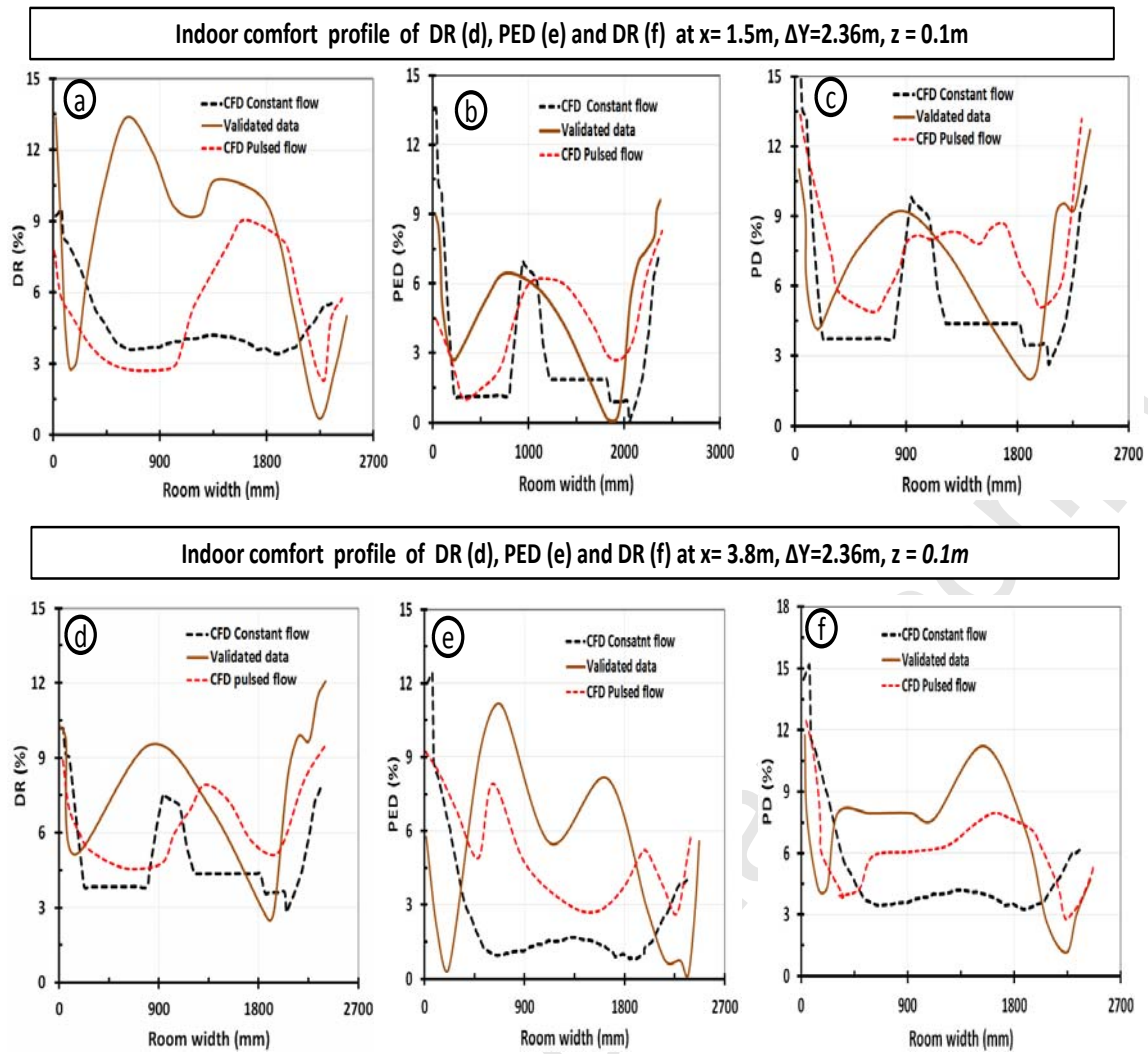 Indoor comfort profile of DR (d), PED (e) and DR (f) at x= 1.5m, ΔY=2.36m, z = 0.1m
a
CFD Constant flow
Validated data
CFD Pulsed flow
DR (%)
15
12
9
6
3
0
0 900 1800 2700
Room width (mm)
b
CFD Constant flow
Validated data
CFD Pulsed flow
PED (%)
15
12
9
6
3
0
0 1000 2000 3000
Room width (mm)
c
CFD Constant flow
Valdated data
CFD Pulsed flow
PD (%)
15
12
9
6
3
0
0 900 1800 2700
Room width (mm)
Indoor comfort profile of DR (d), PED (e) and DR (f) at x= 3.8m, ΔY=2.36m, z = 0.1m
d
CFD Constant flow
Validated data
CFD pulsed flow
DR (%)
15
12
9
6
3
0
0 900 1800 2700
Room width (mm)
e
CFD Consatnt flow
Validated data
CFD Pulsed flow
PED (%)
15
12
9
6
3
0
0 900 1800 2700
Room width (mm)
f
CFD Constant flow
Validated data
CFD Pulsed flow
PD (%)
18
15
12
9
6
3
0
0 900 1800 2700
Room width (mm)